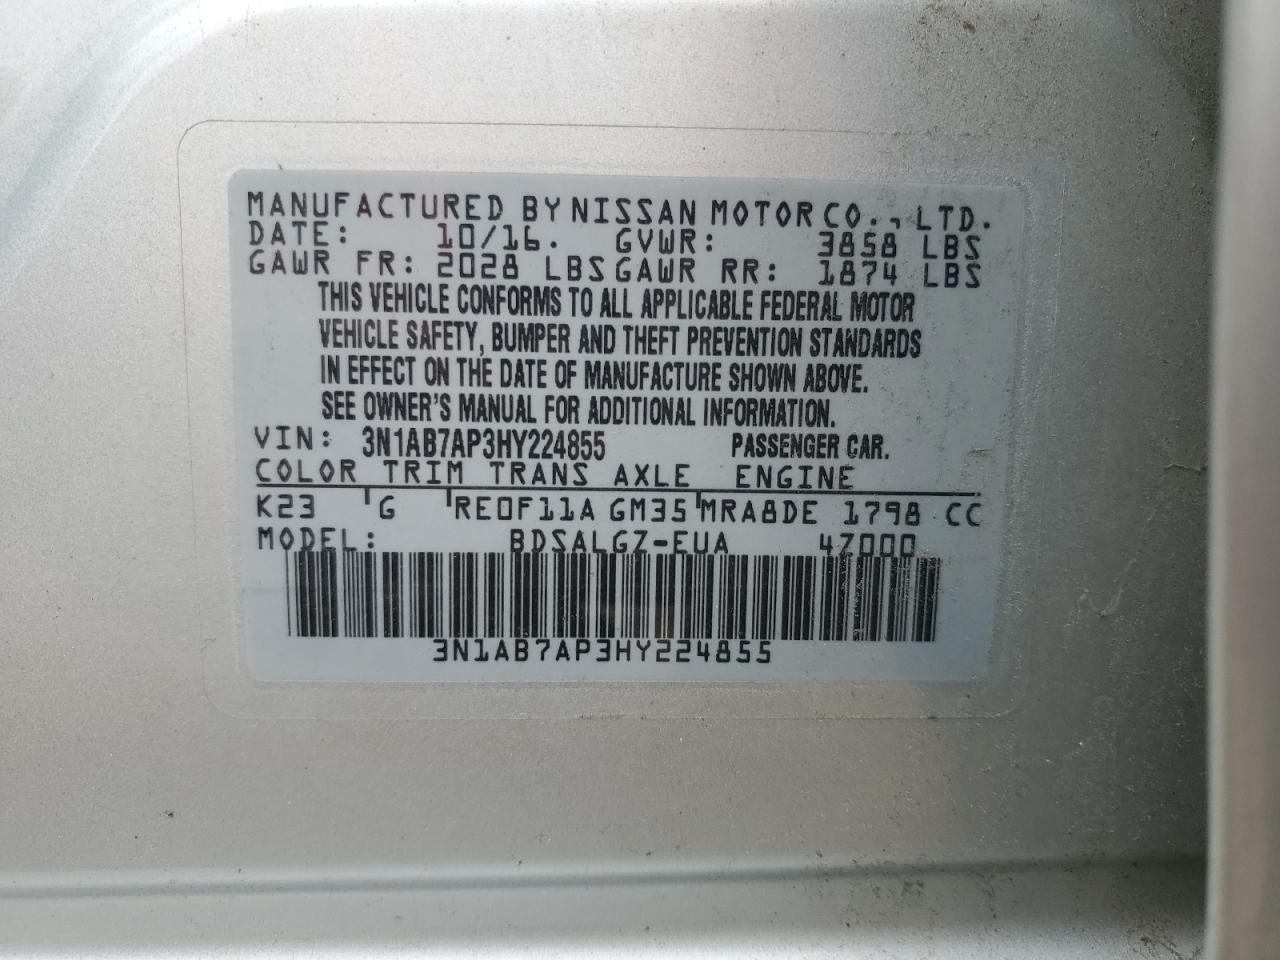 MANUFACTURED BY NISSAN MOTOR CO., LTD.
DATE: 10/16. GVWR: 3858 LBS
GAWR FR: 2028 LBS GAWR RR: 1874 LBS
THIS VEHICLE CONFORMS TO ALL APPLICABLE FEDERAL MOTOR
VEHICLE SAFETY, BUMPER AND THEFT PREVENTION STANDARDS
IN EFFECT ON THE DATE OF MANUFACTURE SHOWN ABOVE.
SEE OWNER'S MANUAL FOR ADDITIONAL INFORMATION.
VIN: 3N1AB7AP3HY224855 PASSENGER CAR.
COLOR TRIM TRANS AXLE ENGINE
K23 G RE0F11A GM35 MRA8DE 1798 CC
MODEL: BDSALGZ-EUA 4Z000
3N1AB7AP3HY224855